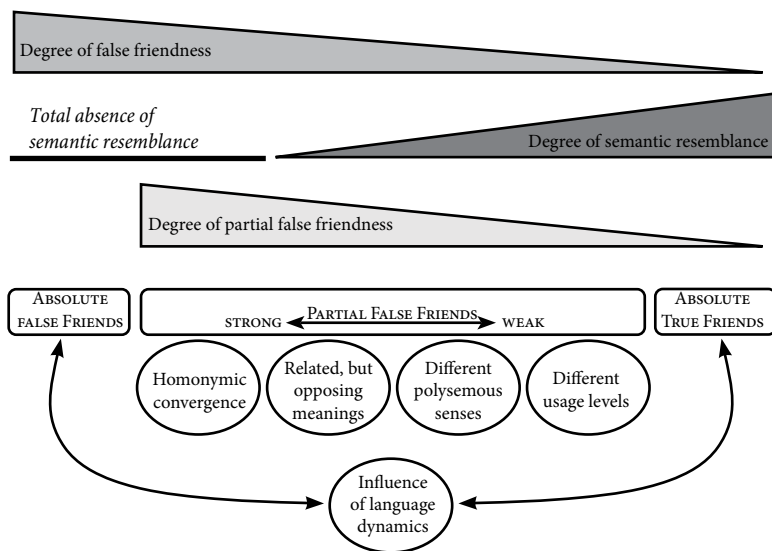 Degree of false friendness
Total absence of
semantic resemblance
Degree of semantic resemblance
Degree of partial false friendness
Absolute
false Friends
Partial False Friends
strong
weak
Absolute
True Friends
Homonymic
convergence
Related, but
opposing
meanings
Different
polysemous
senses
Different
usage levels
Influence
of language
dynamics